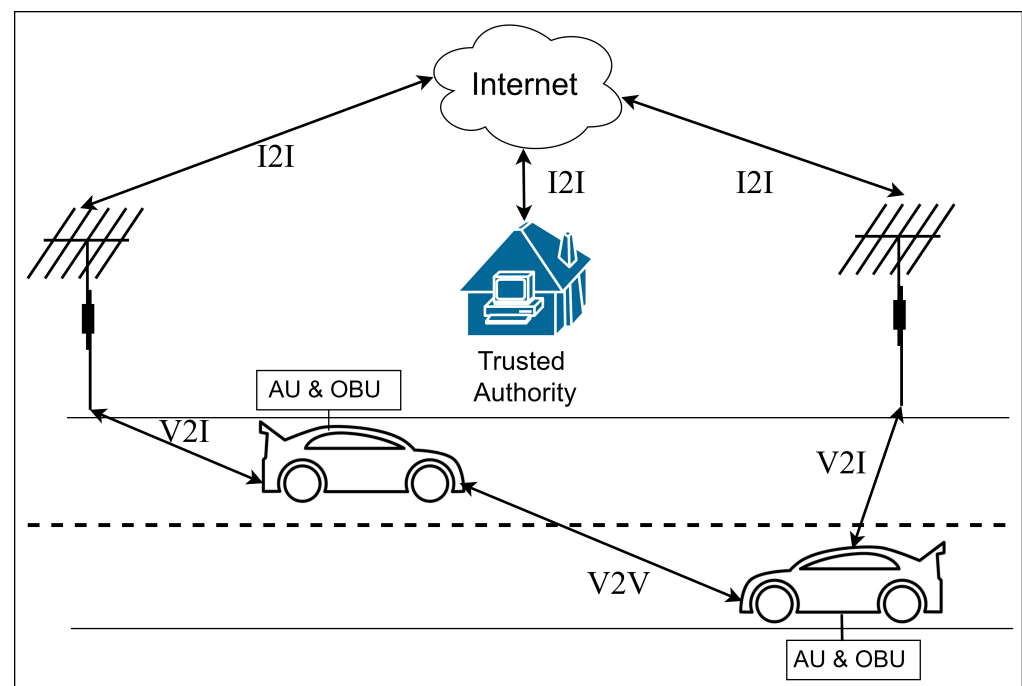 Internet
I2I
I2I
I2I
Trusted
Authority
AU & OBU
V2I
V2I
V2V
AU & OBU